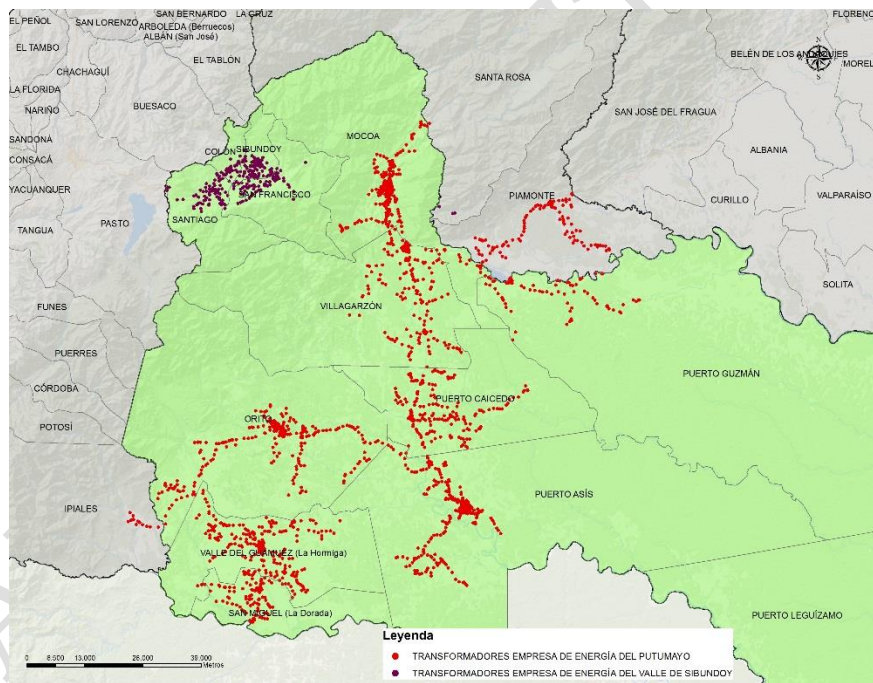 EL PEÑOL
SAN LORENZO
SAN BERNARDO
LA CRUZ
ARBOLEDA (Berruecos)
ALBÁN (San José)
EL TAMBO
EL TABLÓN
CHACHAGÜÍ
LA FLORIDA
BUESACO
NARIÑO
SANDONÁ
CONSACÁ
YACUANQUER
TANGUA
PASTO
FUNES
PUERRES
CÓRDOBA
POTOSÍ
IPIALES
COLÓN
SIBUNDOY
SAN FRANCISCO
SANTIAGO
MOCOA
SANTA ROSA
PIAMONTE
SAN JOSÉ DEL FRAGUA
BELÉN DE LOS ANDAQUÍES
FLORENC
MOREL
N
S
ALBANIA
CURILLO
VALPARAÍSO
SOLITA
VILLAGARZÓN
PUERTO GUZMÁN
PUERTO CAICEDO
ORITO
PUERTO ASÍS
VALLE DEL GUAMUEZ (La Hormiga)
SAN MIGUEL (La Dorada)
PUERTO LEGUÍZAMO
Leyenda
TRANSFORMADORES EMPRESA DE ENERGÍA DEL PUTUMAYO
TRANSFORMADORES EMPRESA DE ENERGÍA DEL VALLE DE SIBUNDOY
0 6.500 13.000 26.000 39.000
Metros